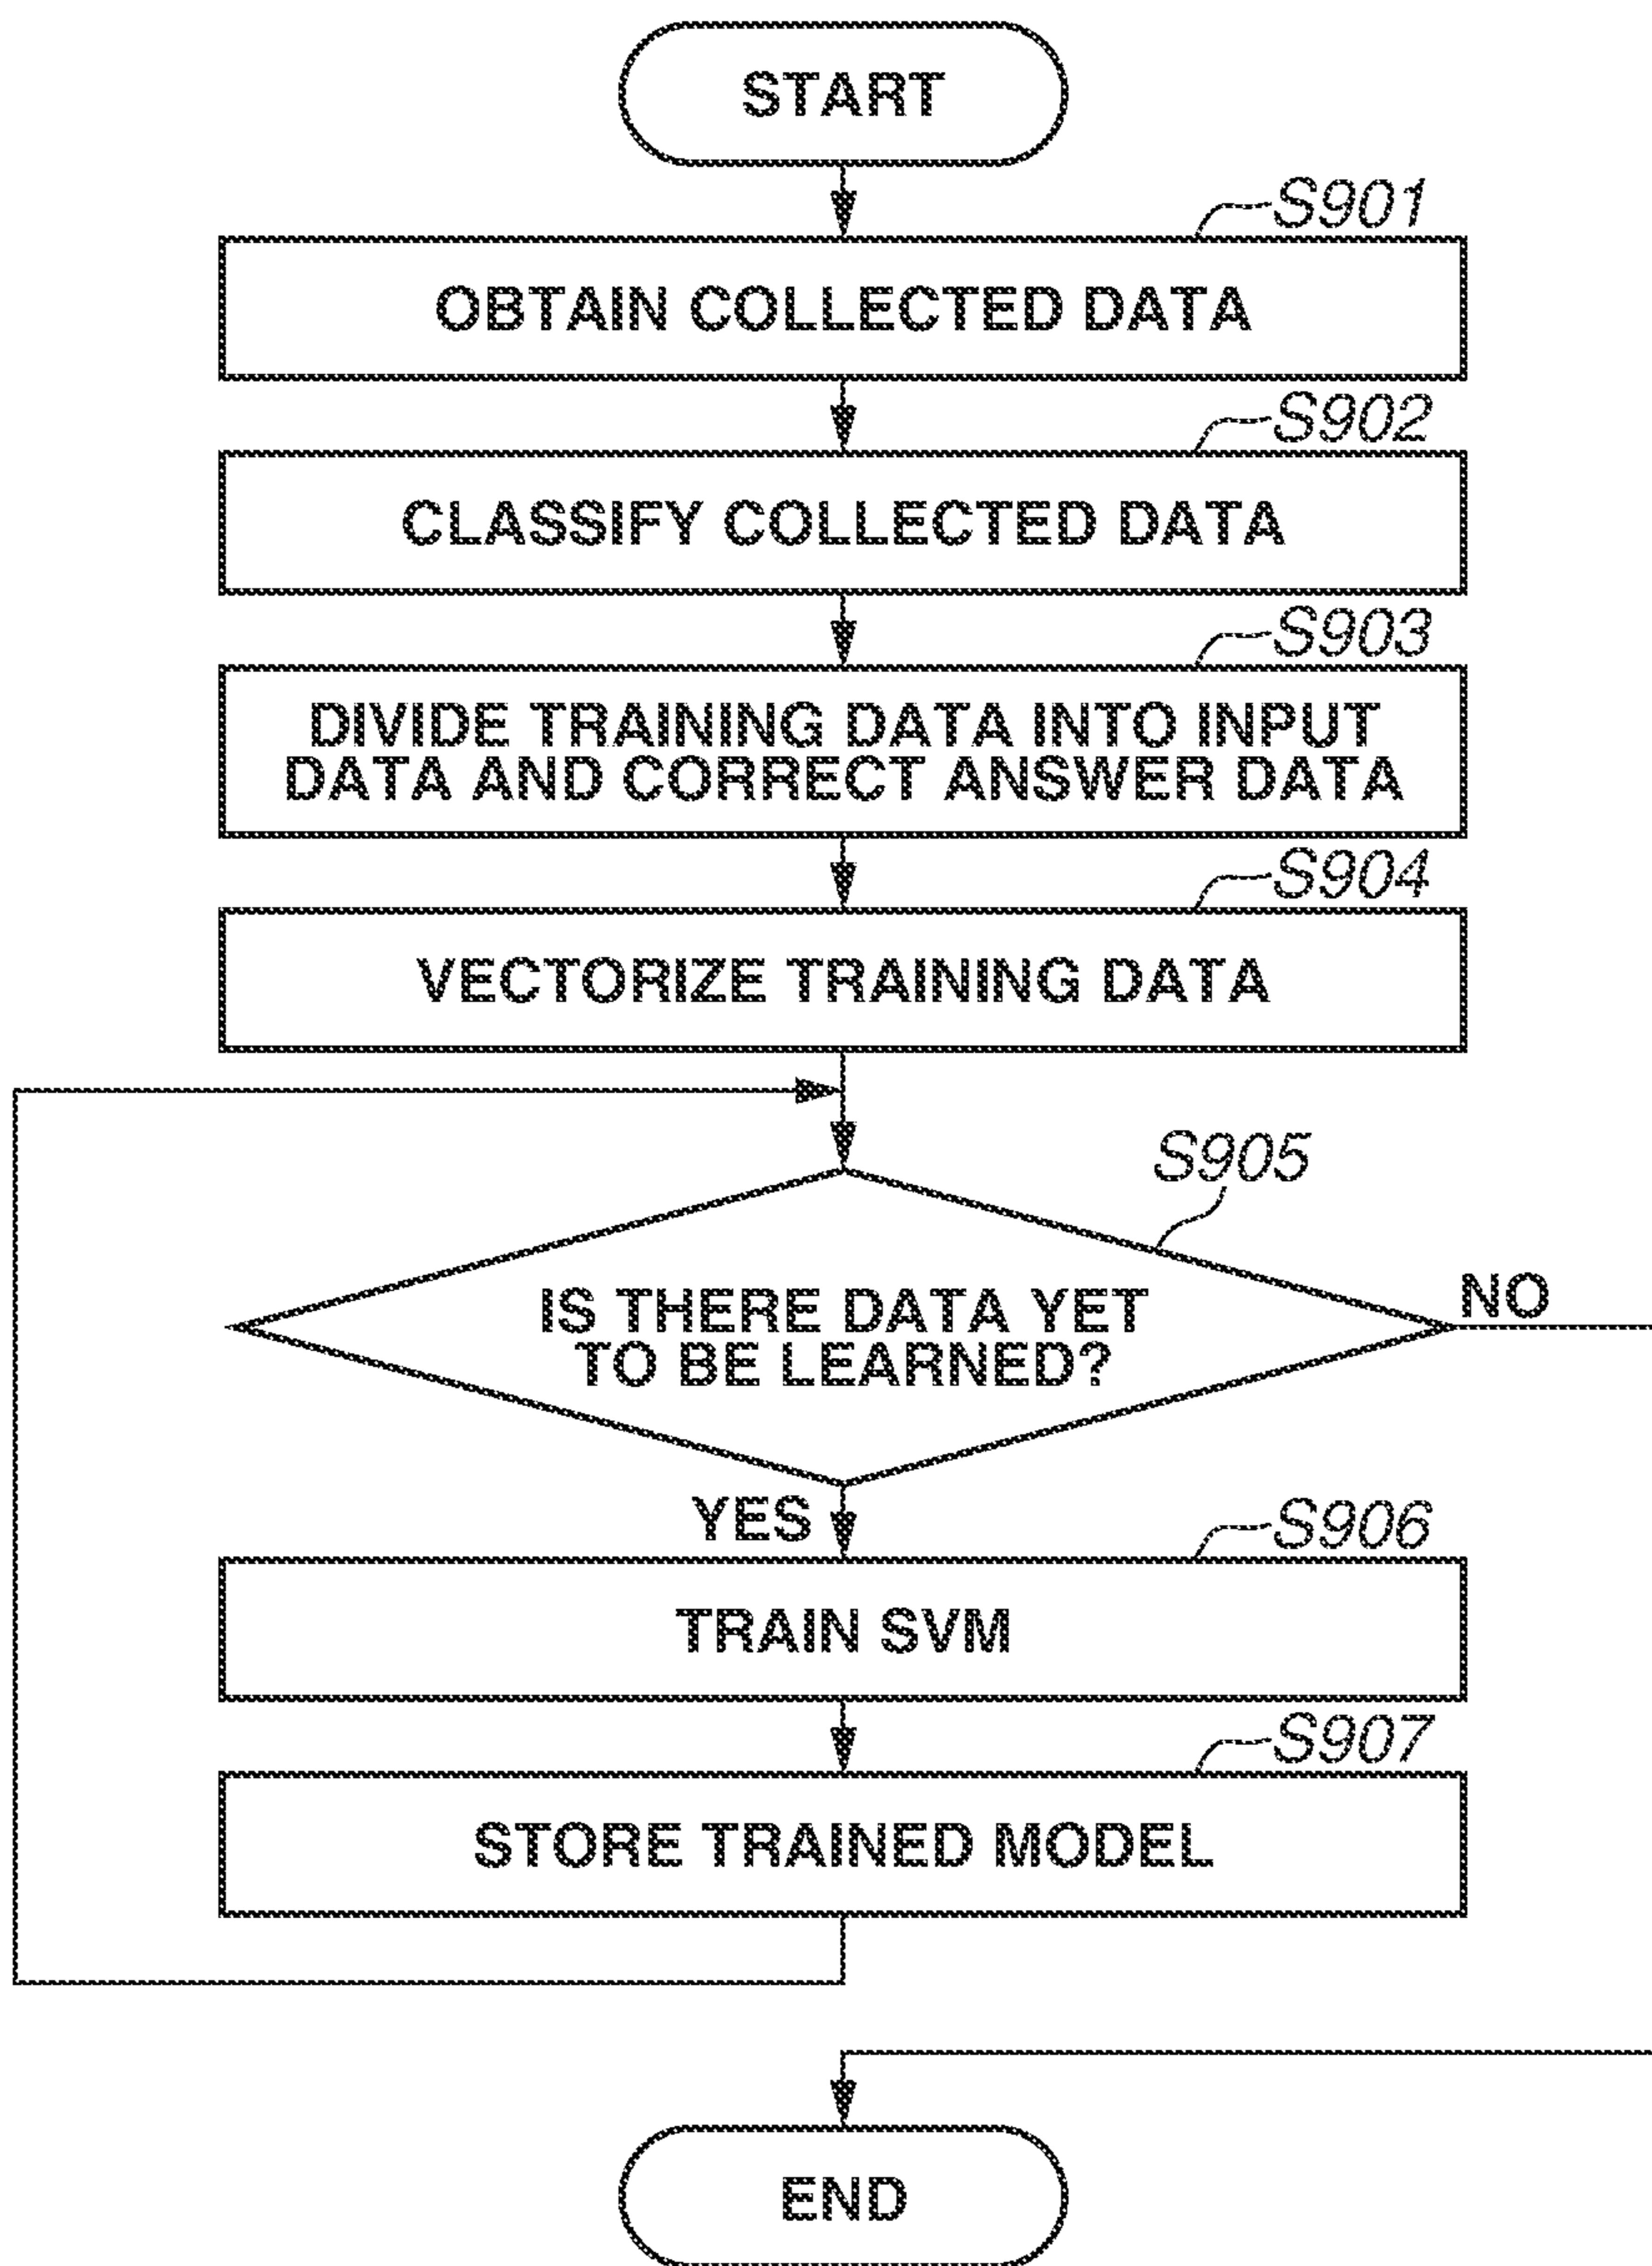 START
S901
OBTAIN COLLECTED DATA
S902
CLASSIFY COLLECTED DATA
S903
DIVIDE TRAINING DATA INTO INPUT
DATA AND CORRECT ANSWER DATA
S904
VECTORIZE TRAINING DATA
S905
IS THERE DATA YET
TO BE LEARNED?
NO
YES
S906
TRAIN SVM
S907
STORE TRAINED MODEL
END